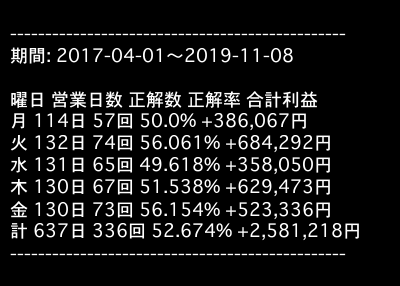 ------------------------------------------------
期間: 2017-04-01〜2019-11-08
曜日 営業日数 正解数 正解率 合計利益
月 114日 57回 50.0% +386,067円
火 132日 74回 56.061% +684,292円
水 131日 65回 49.618% +358,050円
木 130日 67回 51.538% +629,473円
金 130日 73回 56.154% +523,336円
計 637日 336回 52.674% +2,581,218円
------------------------------------------------